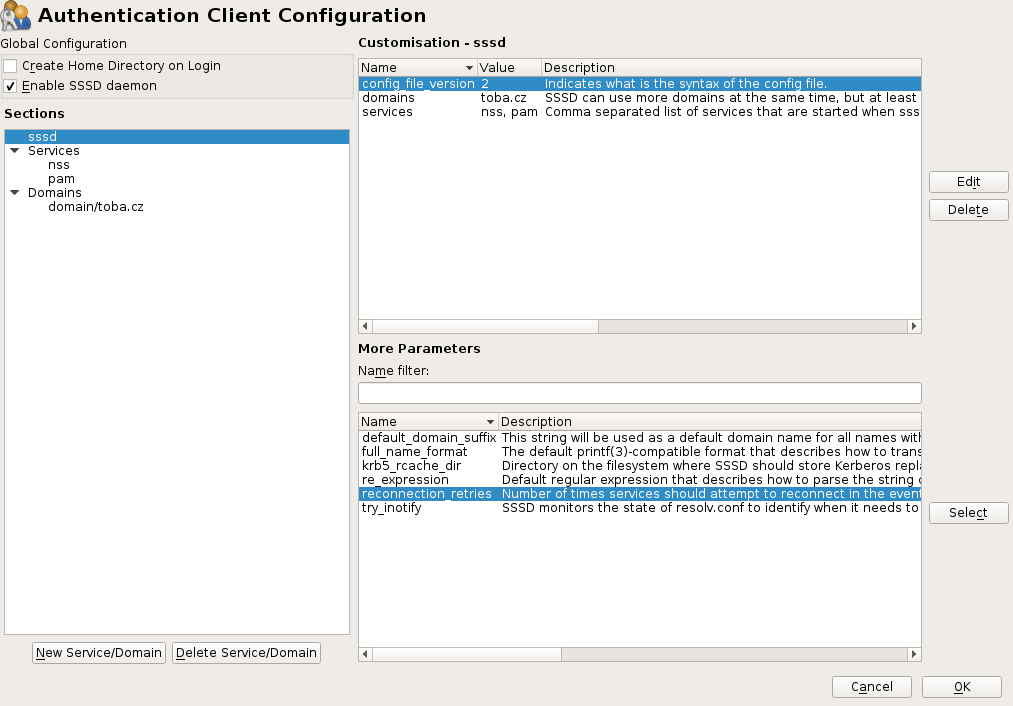 Authentication Client Configuration
Global Configuration
Create Home Directory on Login
Enable SSSD daemon
Sections
sssd
Services
nss
pam
Domains
domain/toba.cz
New Service/Domain Delete Service/Domain
Customisation - sssd
Name Value Description
config_file_version 2 Indicates what is the syntax of the config file.
domains toba.cz SSSD can use more domains at the same time, but at least
services nss, pam Comma separated list of services that are started when sss
Edit
Delete
More Parameters
Name filter:
Name Description
default_domain_suffix This string will be used as a default domain name for all names with
full_name_format The default printf(3)-compatible format that describes how to trans
krb5_rcache_dir Directory on the filesystem where SSSD should store Kerberos repla
re_expression Default regular expression that describes how to parse the string
reconnection_retries Number of times services should attempt to reconnect in the event
try_inotify SSSD monitors the state of resolv.conf to identify when it needs to
Select
Cancel OK